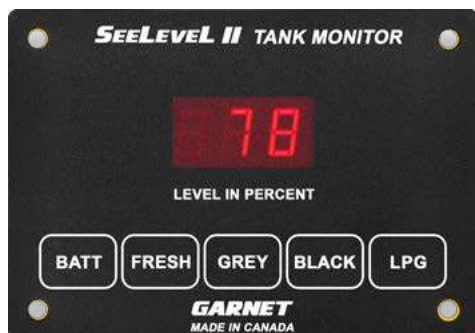 SEELEVEL II TANK MONITOR
78
LEVEL IN PERCENT
BATT FRESH GREY BLACK LPG
GARNET
MADE IN CANADA